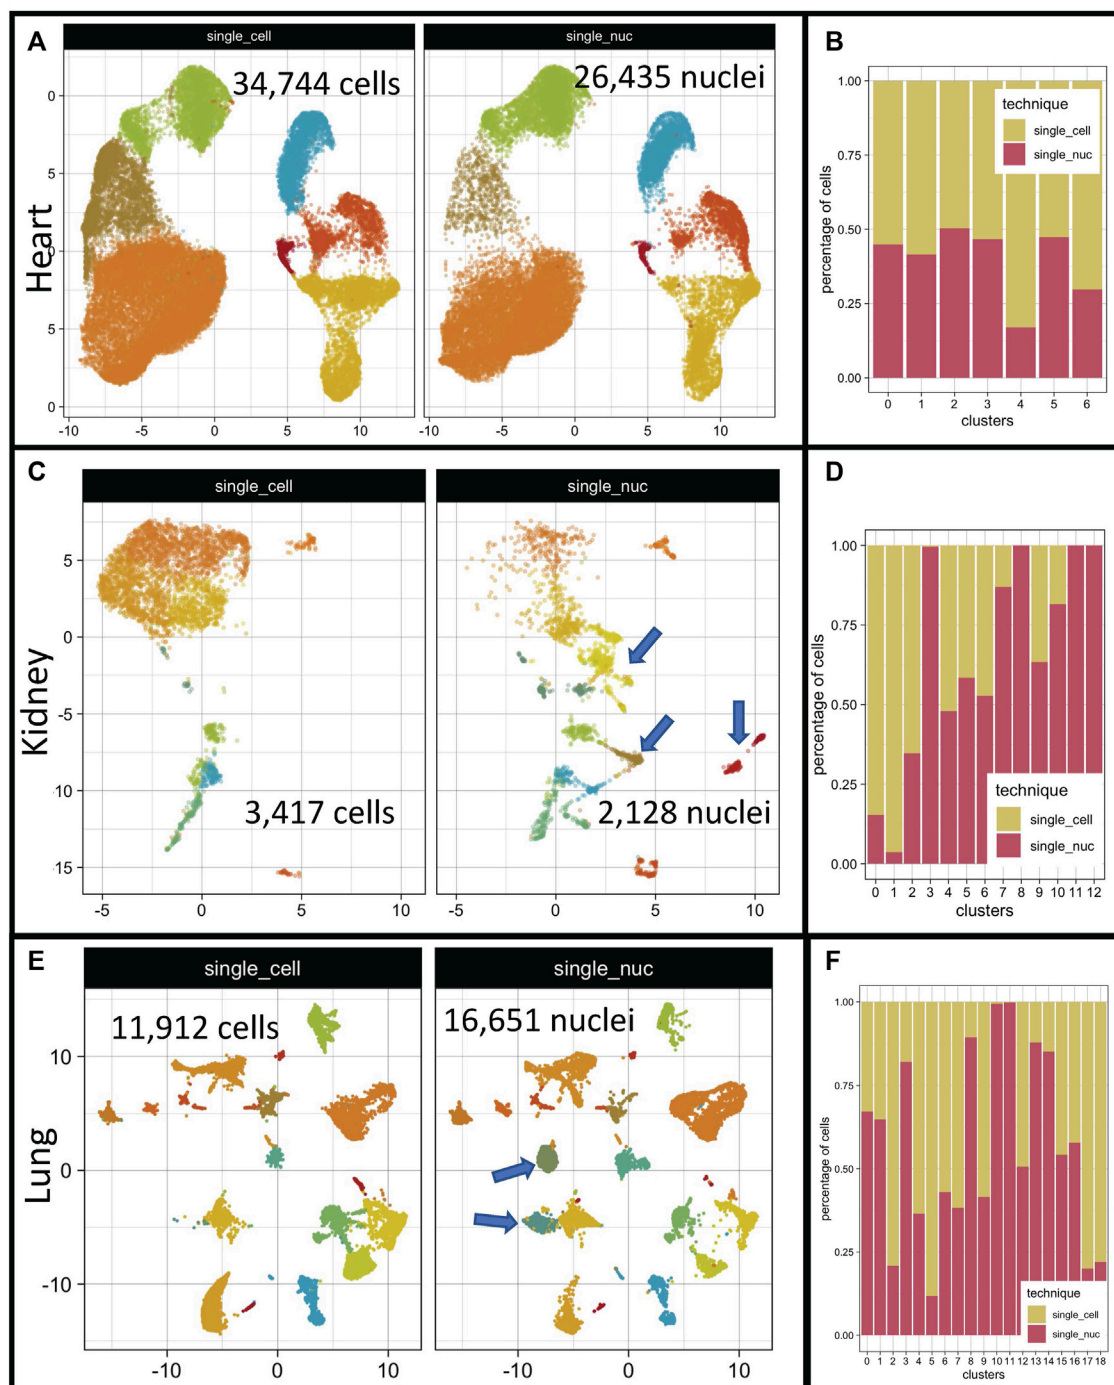 A
single_cell
single_nuc
34,744 cells
26,435 nuclei
Heart
0
5
0
5
0
-10 -5 0 5 10
-10 -5 0 5 10
B
percentage of cells
1.00
0.75
0.50
0.25
0.00
technique
single_cell
single_nuc
0 1 2 3 4 5 6
clusters
C
single_cell
single_nuc
Kidney
5
0
-5
-10
-15
3,417 cells
2,128 nuclei
-5 0 5 10
-5 0 5 10
D
percentage of cells
1.00
0.75
0.50
0.25
0.00
technique
single_cell
single_nuc
0 1 2 3 4 5 6 7 8 9 10 11 12
clusters
E
single_cell
single_nuc
11,912 cells
16,651 nuclei
Lung
10
0
-10
-10 0 10
-10 0 10
F
percentage of cells
1.00
0.75
0.50
0.25
0.00
technique
single_cell
single_nuc
0 1 2 3 4 5 6 7 8 9 10 11 12 13 14 15 16 17 18
clusters